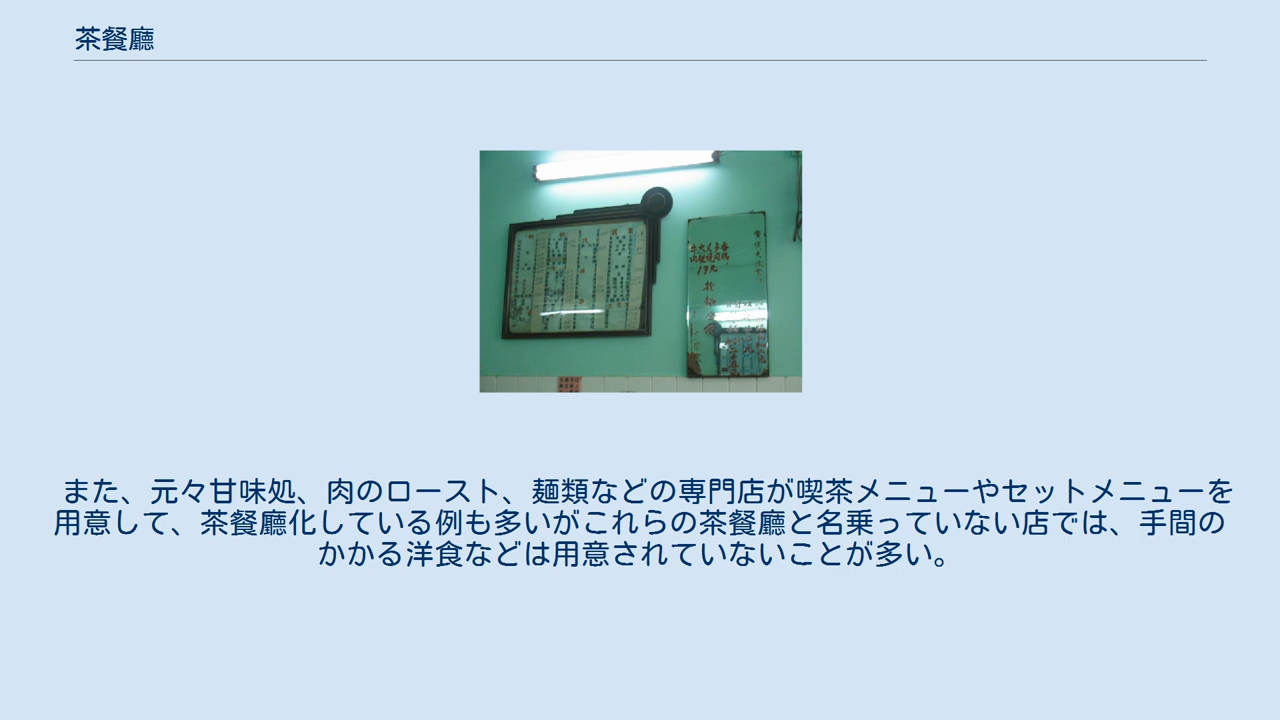 茶餐廳
13元
また、元々甘味処、肉のロースト、麺類などの専門店が喫茶メニューやセットメニューを
用意して、茶餐廳化している例も多いがこれらの茶餐廳と名乗っていない店では、手間の
かかる洋食などは用意されていないことが多い。